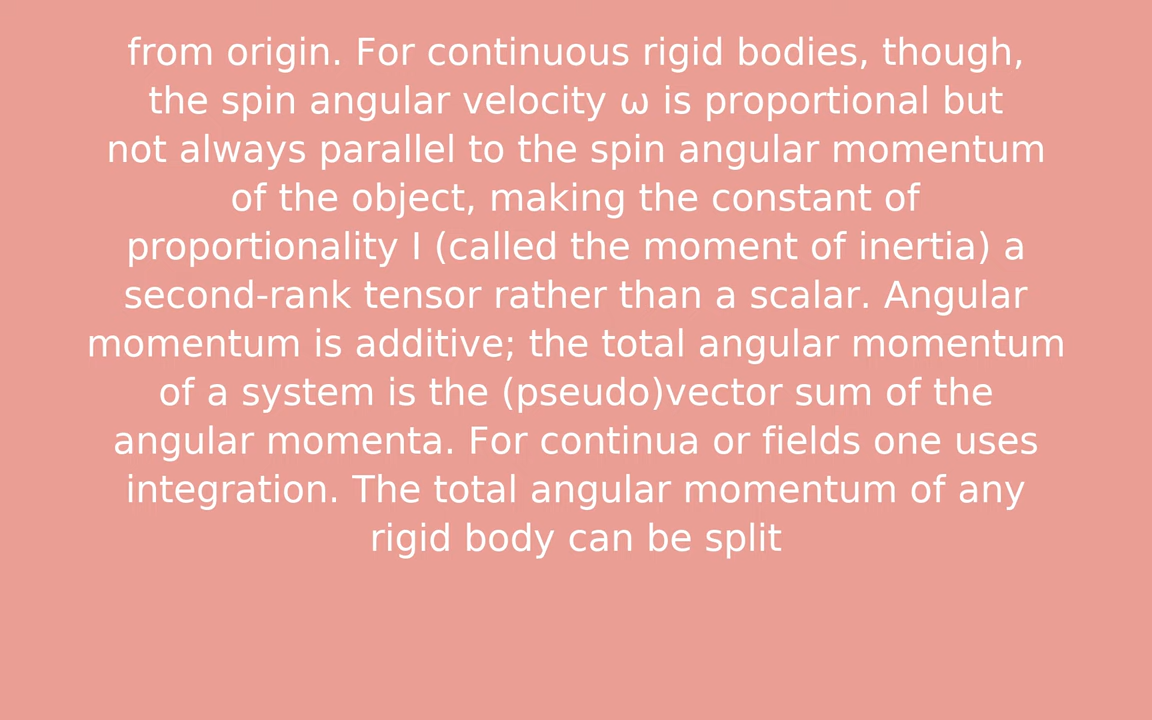 from origin. For continuous rigid bodies, though,
the spin angular velocity ω is proportional but
not always parallel to the spin angular momentum
of the object, making the constant of
proportionality I (called the moment of inertia) a
second-rank tensor rather than a scalar. Angular
momentum is additive; the total angular momentum
of a system is the (pseudo)vector sum of the
angular momenta. For continua or fields one uses
integration. The total angular momentum of any
rigid body can be split